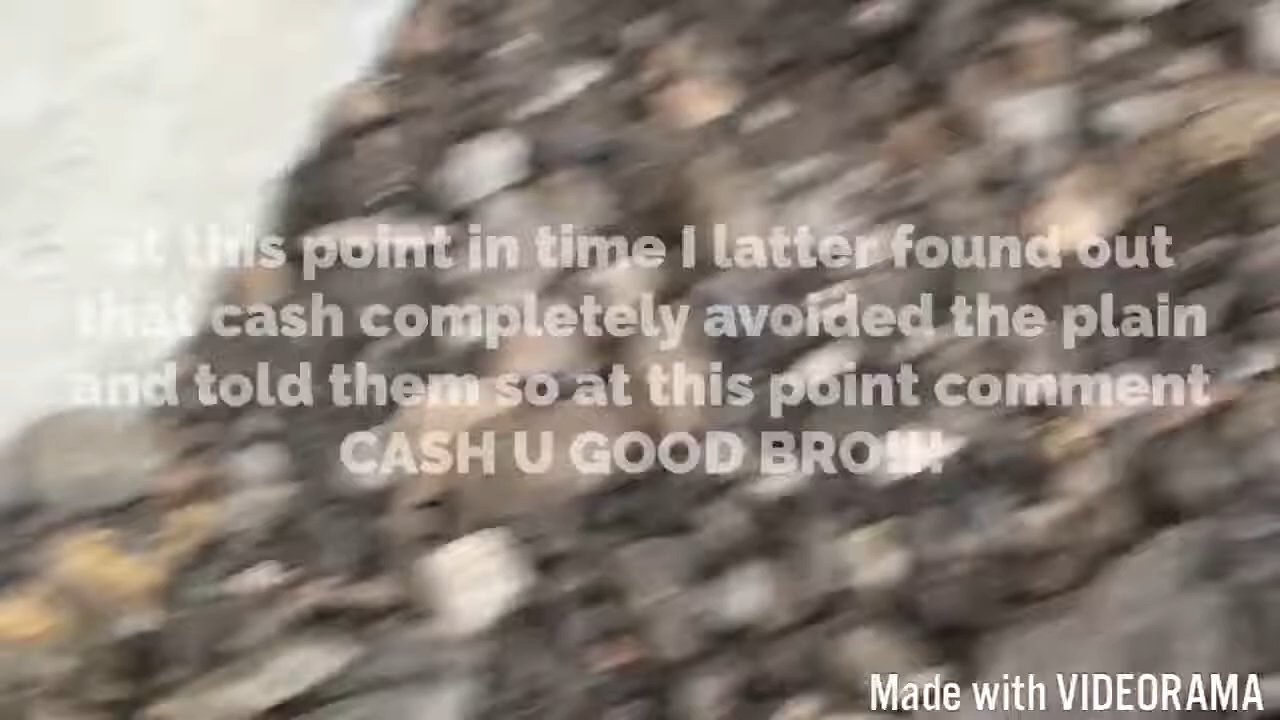 at this point in time I latter found out
that cash completely avoided the plain
and told them so at this point comment
CASH U GOOD BRO!!!!
Made with VIDEORAMA